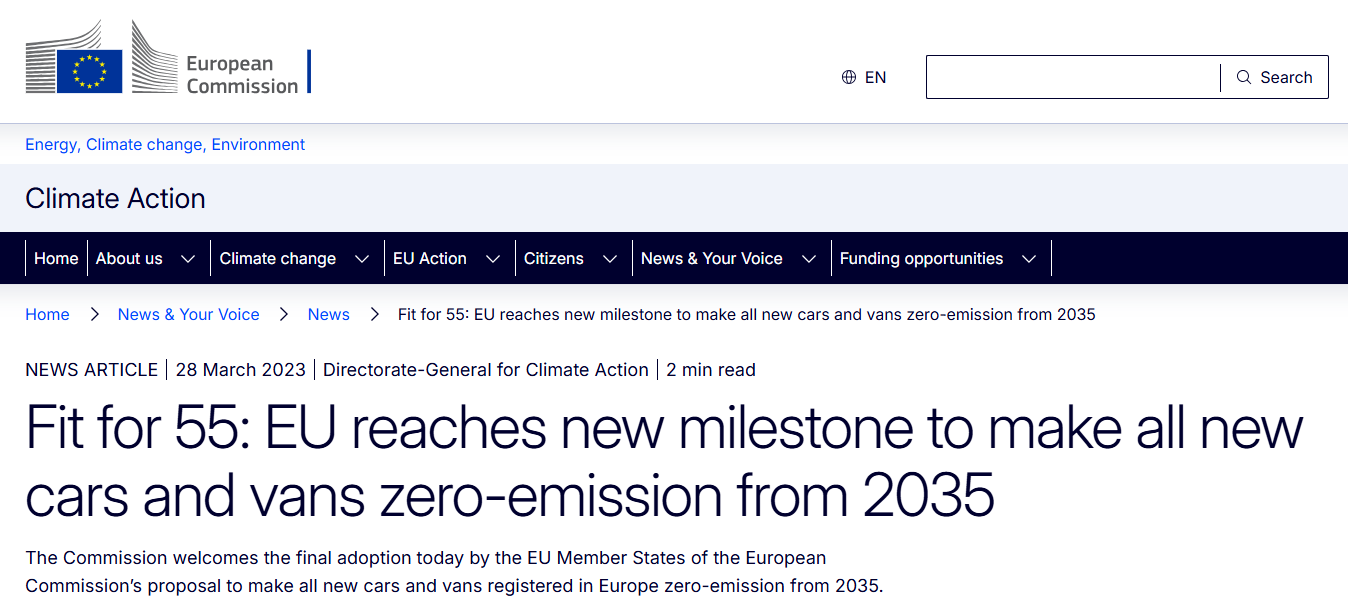 European
Commission
EN
Search
Energy, Climate change, Environment
Climate Action
Home About us Climate change EU Action Citizens News & Your Voice Funding opportunities
Home News & Your Voice News Fit for 55: EU reaches new milestone to make all new cars and vans zero-emission from 2035
NEWS ARTICLE 28 March 2023 Directorate-General for Climate Action 2 min read
Fit for 55: EU reaches new milestone to make all new
cars and vans zero-emission from 2035
The Commission welcomes the final adoption today by the EU Member States of the European
Commission’s proposal to make all new cars and vans registered in Europe zero-emission from 2035.